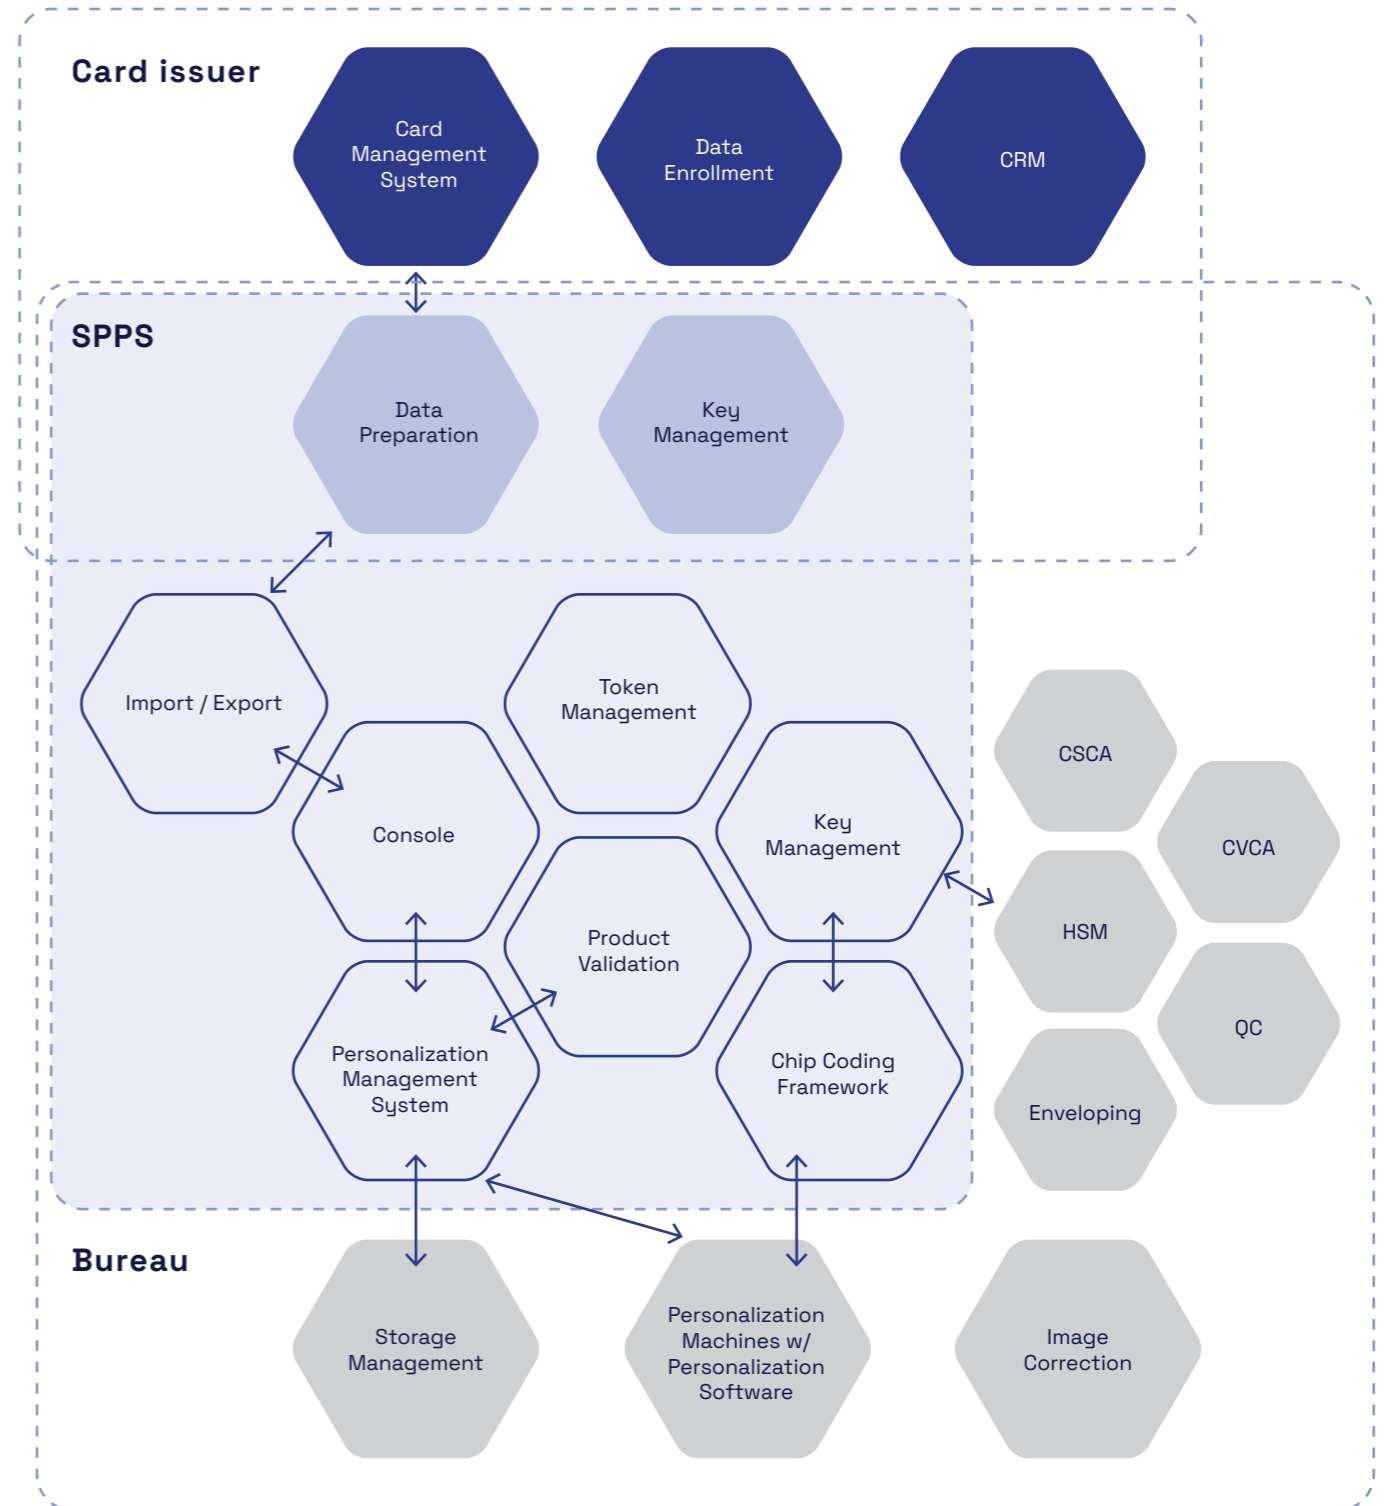 Card issuer
Card
Management
System
Data
Enrollment
CRM
SPPS
Data
Preparation
Key
Management
Import / Export
Token
Management
Console
Key
Management
Product
Validation
Personalization
Management
System
Chip Coding
Framework
CSCA
CVCA
HSM
QC
Enveloping
Bureau
Storage
Management
Personalization
Machines w/
Personalization
Software
Image
Correction